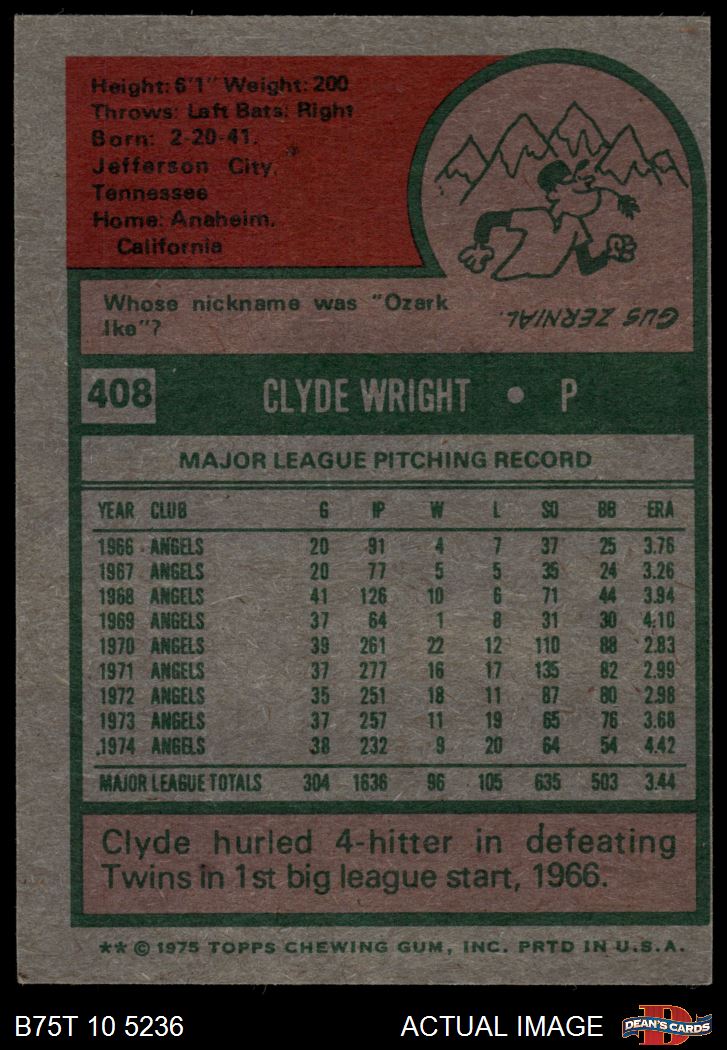 Height: 6'1" Weight: 200
Throws: Left Bats: Right
Born: 2-20-41.
Jefferson City,
Tennessee
Home: Anaheim,
California
Whose nickname was "Ozark
Ike"?
GUS ZERNIAL.
408 CLYDE WRIGHT • P
MAJOR LEAGUE PITCHING RECORD
YEAR CLUB G IP W L SO BB ERA
1966 ANGELS 20 91 4 7 37 25 3.76
1967 ANGELS 20 77 5 5 35 24 3.26
1968 ANGELS 41 126 10 6 71 44 3.94
1969 ANGELS 37 64 1 8 31 30 4.10
1970 ANGELS 39 261 22 12 110 88 2.83
1971 ANGELS 37 277 16 17 135 82 2.99
1972 ANGELS 35 251 18 11 87 80 2.98
1973 ANGELS 37 257 11 19 65 76 3.68
1974 ANGELS 38 232 9 20 64 54 4.42
MAJOR LEAGUE TOTALS 304 1636 96 105 635 503 3.44
Clyde hurled 4-hitter in defeating
Twins in 1st big league start, 1966.
** © 1975 TOPPS CHEWING GUM, INC. PRTD IN U.S.A.
B75T 10 5236 ACTUAL IMAGE D DEAN'S CARDS